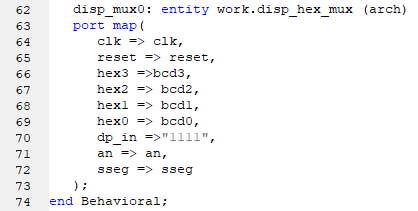 62 disp_mux0: entity work.disp_hex_mux (arch)
63 port map(
64 clk => clk,
65 reset => reset,
66 hex3 =>bcd3,
67 hex2 => bcd2,
68 hex1 => bcd1,
69 hex0 => bcd0,
70 dp_in =>"1111",
71 an => an,
72 sseg => sseg
73 );
74 end Behavioral;